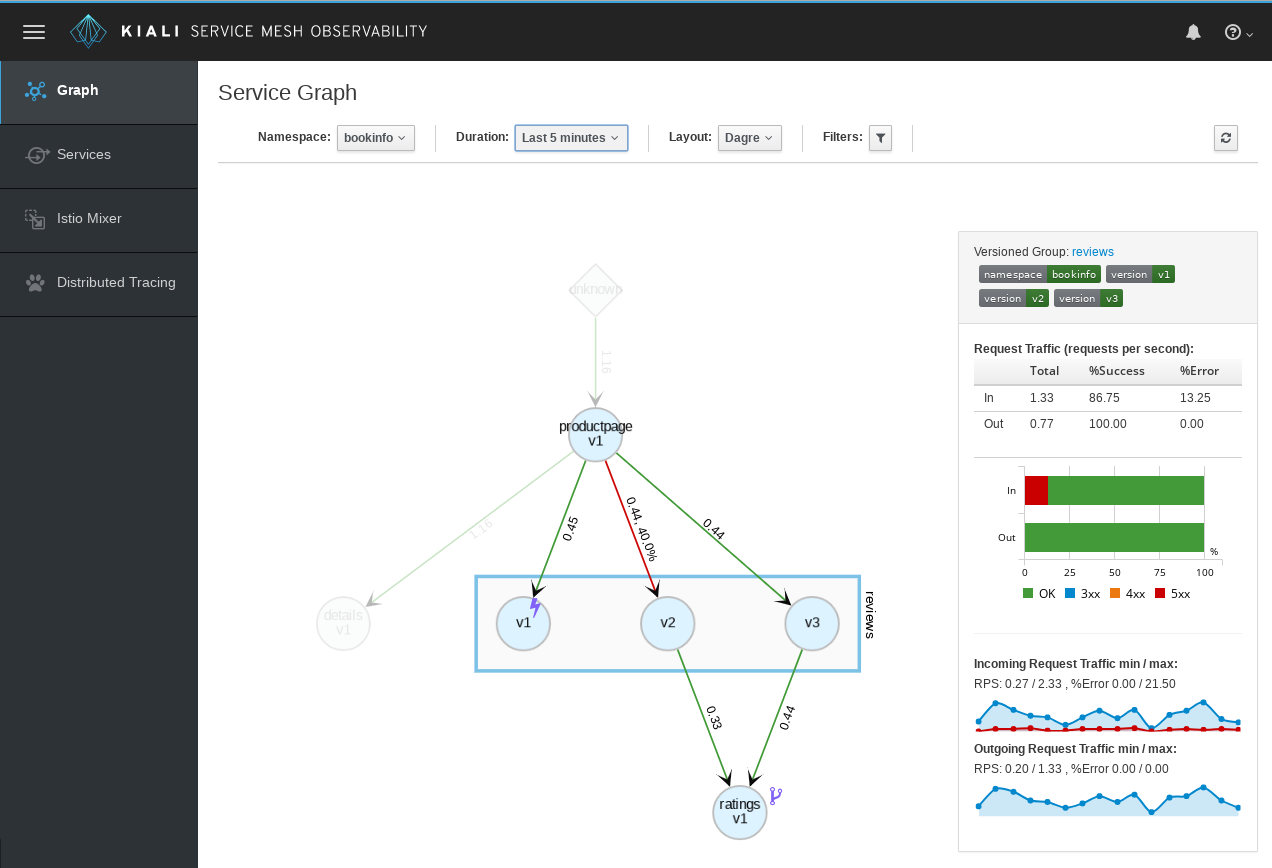 KIALI SERVICE MESH OBSERVABILITY
Graph
Services
Istio Mixer
Distributed Tracing
Service Graph
Namespace: bookinfo Duration: Last 5 minutes Layout: Dagre Filters:
unknown
1.16
productpage
v1
1.16
0.45
0.44, 40.0%
0.44
details
v1
v1
v2
v3
reviews
0.33
0.44
ratings
v1
Versioned Group: reviews
namespace bookinfo version v1
version v2 version v3
Request Traffic (requests per second):
Total %Success %Error
In 1.33 86.75 13.25
Out 0.77 100.00 0.00
In
Out
%
0 25 50 75 100
OK 3xx 4xx 5xx
Incoming Request Traffic min / max:
RPS: 0.27 / 2.33 , %Error 0.00 / 21.50
Outgoing Request Traffic min / max:
RPS: 0.20 / 1.33 , %Error 0.00 / 0.00